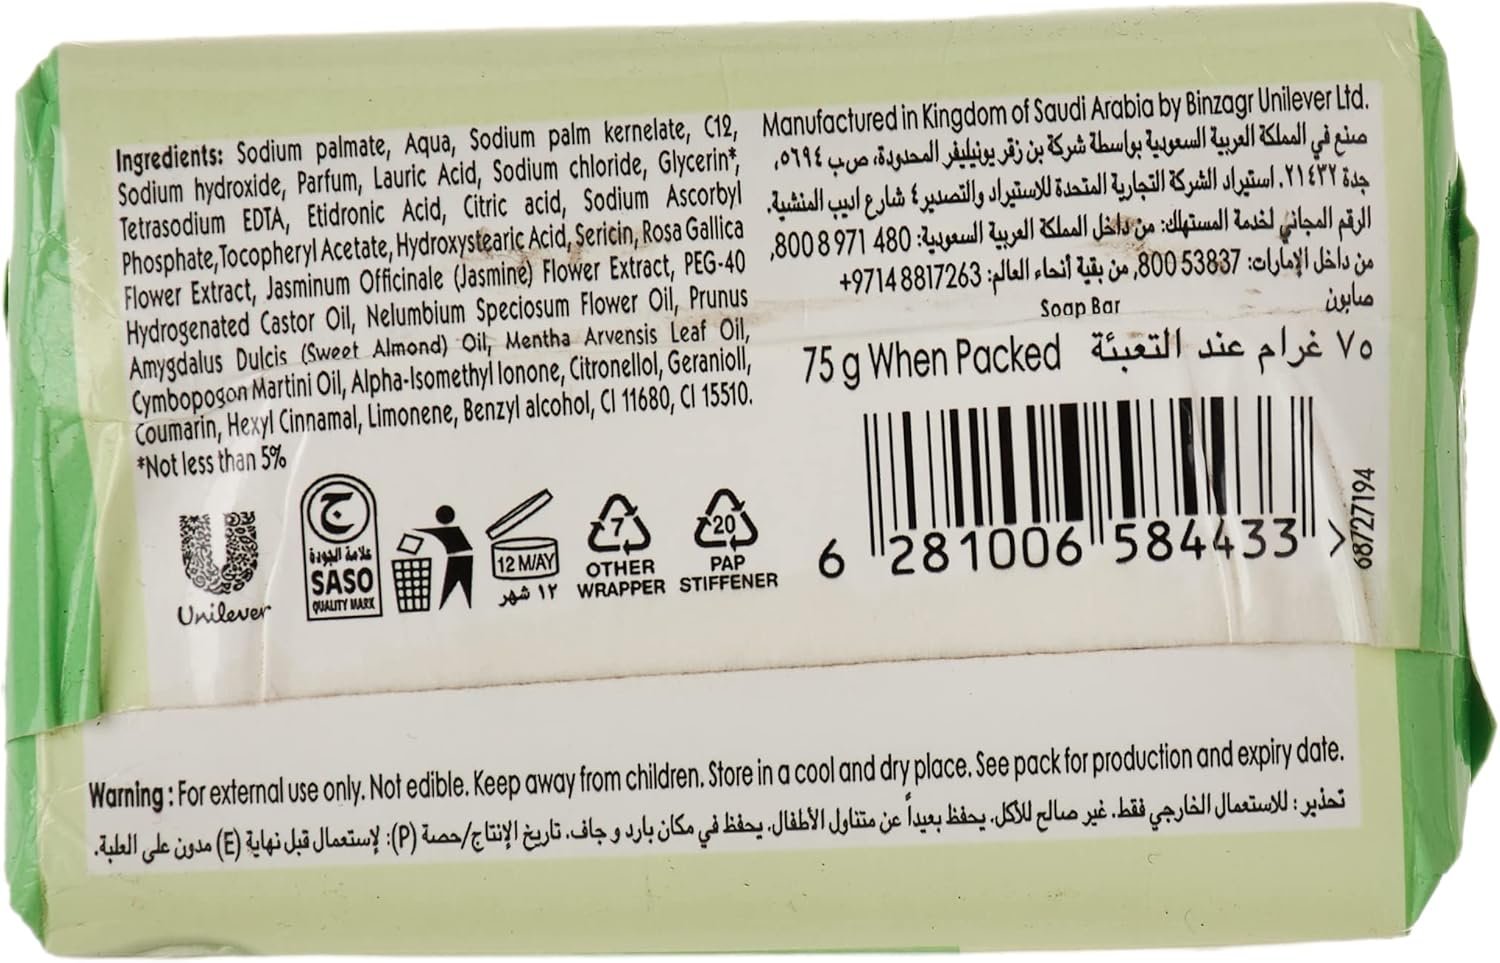 Ingredients: Sodium palmate, Aqua, Sodium palm kernelate, C12,
Sodium hydroxide, Parfum, Lauric Acid, Sodium chloride, Glycerin*,
Tetrasodium EDTA, Etidronic Acid, Citric acid, Sodium Ascorbyl
Phosphate, Tocopheryl Acetate, Hydroxystearic Acid, Sericin, Rosa Gallica
Flower Extract, Jasminum Officinale (Jasmine) Flower Extract, PEG-40
Hydrogenated Castor Oil, Nelumbium Speciosum Flower Oil, Prunus
Amygdalus Dulcis (Sweet Almond) Oil, Mentha Arvensis Leaf Oil,
Cymbopogon Martini Oil, Alpha-Isomethyl Ionone, Citronellol, Geranioll,
Coumarin, Hexyl Cinnamal, Limonene, Benzyl alcohol, CI 11680, CI 15510.
*Not less than 5%
Unilever
ج
علامة الجودة
SASO
QUALITY MARK
12 M/AY
١٢ شهر
7
OTHER
WRAPPER
20
PAP
STIFFENER
Manufactured in Kingdom of Saudi Arabia by Binzagr Unilever Ltd.
صنع في المملكة العربية السعودية بواسطة شركة بن زقر يونيليفر المحدودة، ص ب ٥٦٩٤،
جدة ٢١٤٣٢. استيراد الشركة التجارية المتحدة للاستيراد والتصدير ٤ شارع اديب المنشية.
الرقم المجاني لخدمة المستهلك: من داخل المملكة العربية السعودية: 480 971 8 800,
من داخل الإمارات: 53837 800, من بقية أنحاء العالم: 8817263 9714+
Soap Bar صابون
75 g When Packed ٧٥ غرام عند التعبئة
6 281006 584433 >
68727194
Warning : For external use only. Not edible. Keep away from children. Store in a cool and dry place. See pack for production and expiry date.
تحذير : للاستعمال الخارجي فقط. غير صالح للأكل. يحفظ بعيداً عن متناول الأطفال. يحفظ في مكان بارد و جاف. تاريخ الإنتاج/حصة (P): لإستعمال قبل نهاية (E) مدون على العلبة.